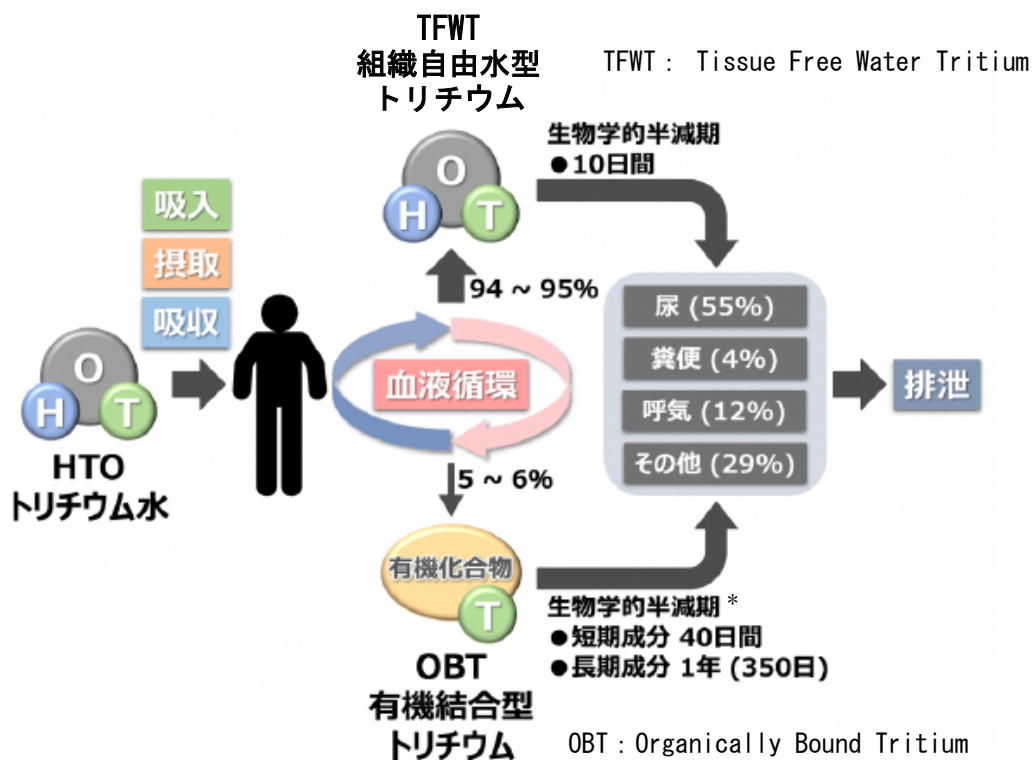 TFWT
組織自由水型
トリチウム
TFWT： Tissue Free Water Tritium
生物学的半減期
●10日間
O
H
T
吸入
摂取
吸収
94 ~ 95%
尿 (55%)
糞便 (4%)
呼気 (12%)
その他 (29%)
排泄
O
H
T
HTO
トリチウム水
血液循環
5 ~ 6%
有機化合物
T
生物学的半減期 *
●短期成分 40日間
●長期成分 1年 (350日)
OBT
有機結合型
トリチウム
OBT：Organically Bound Tritium